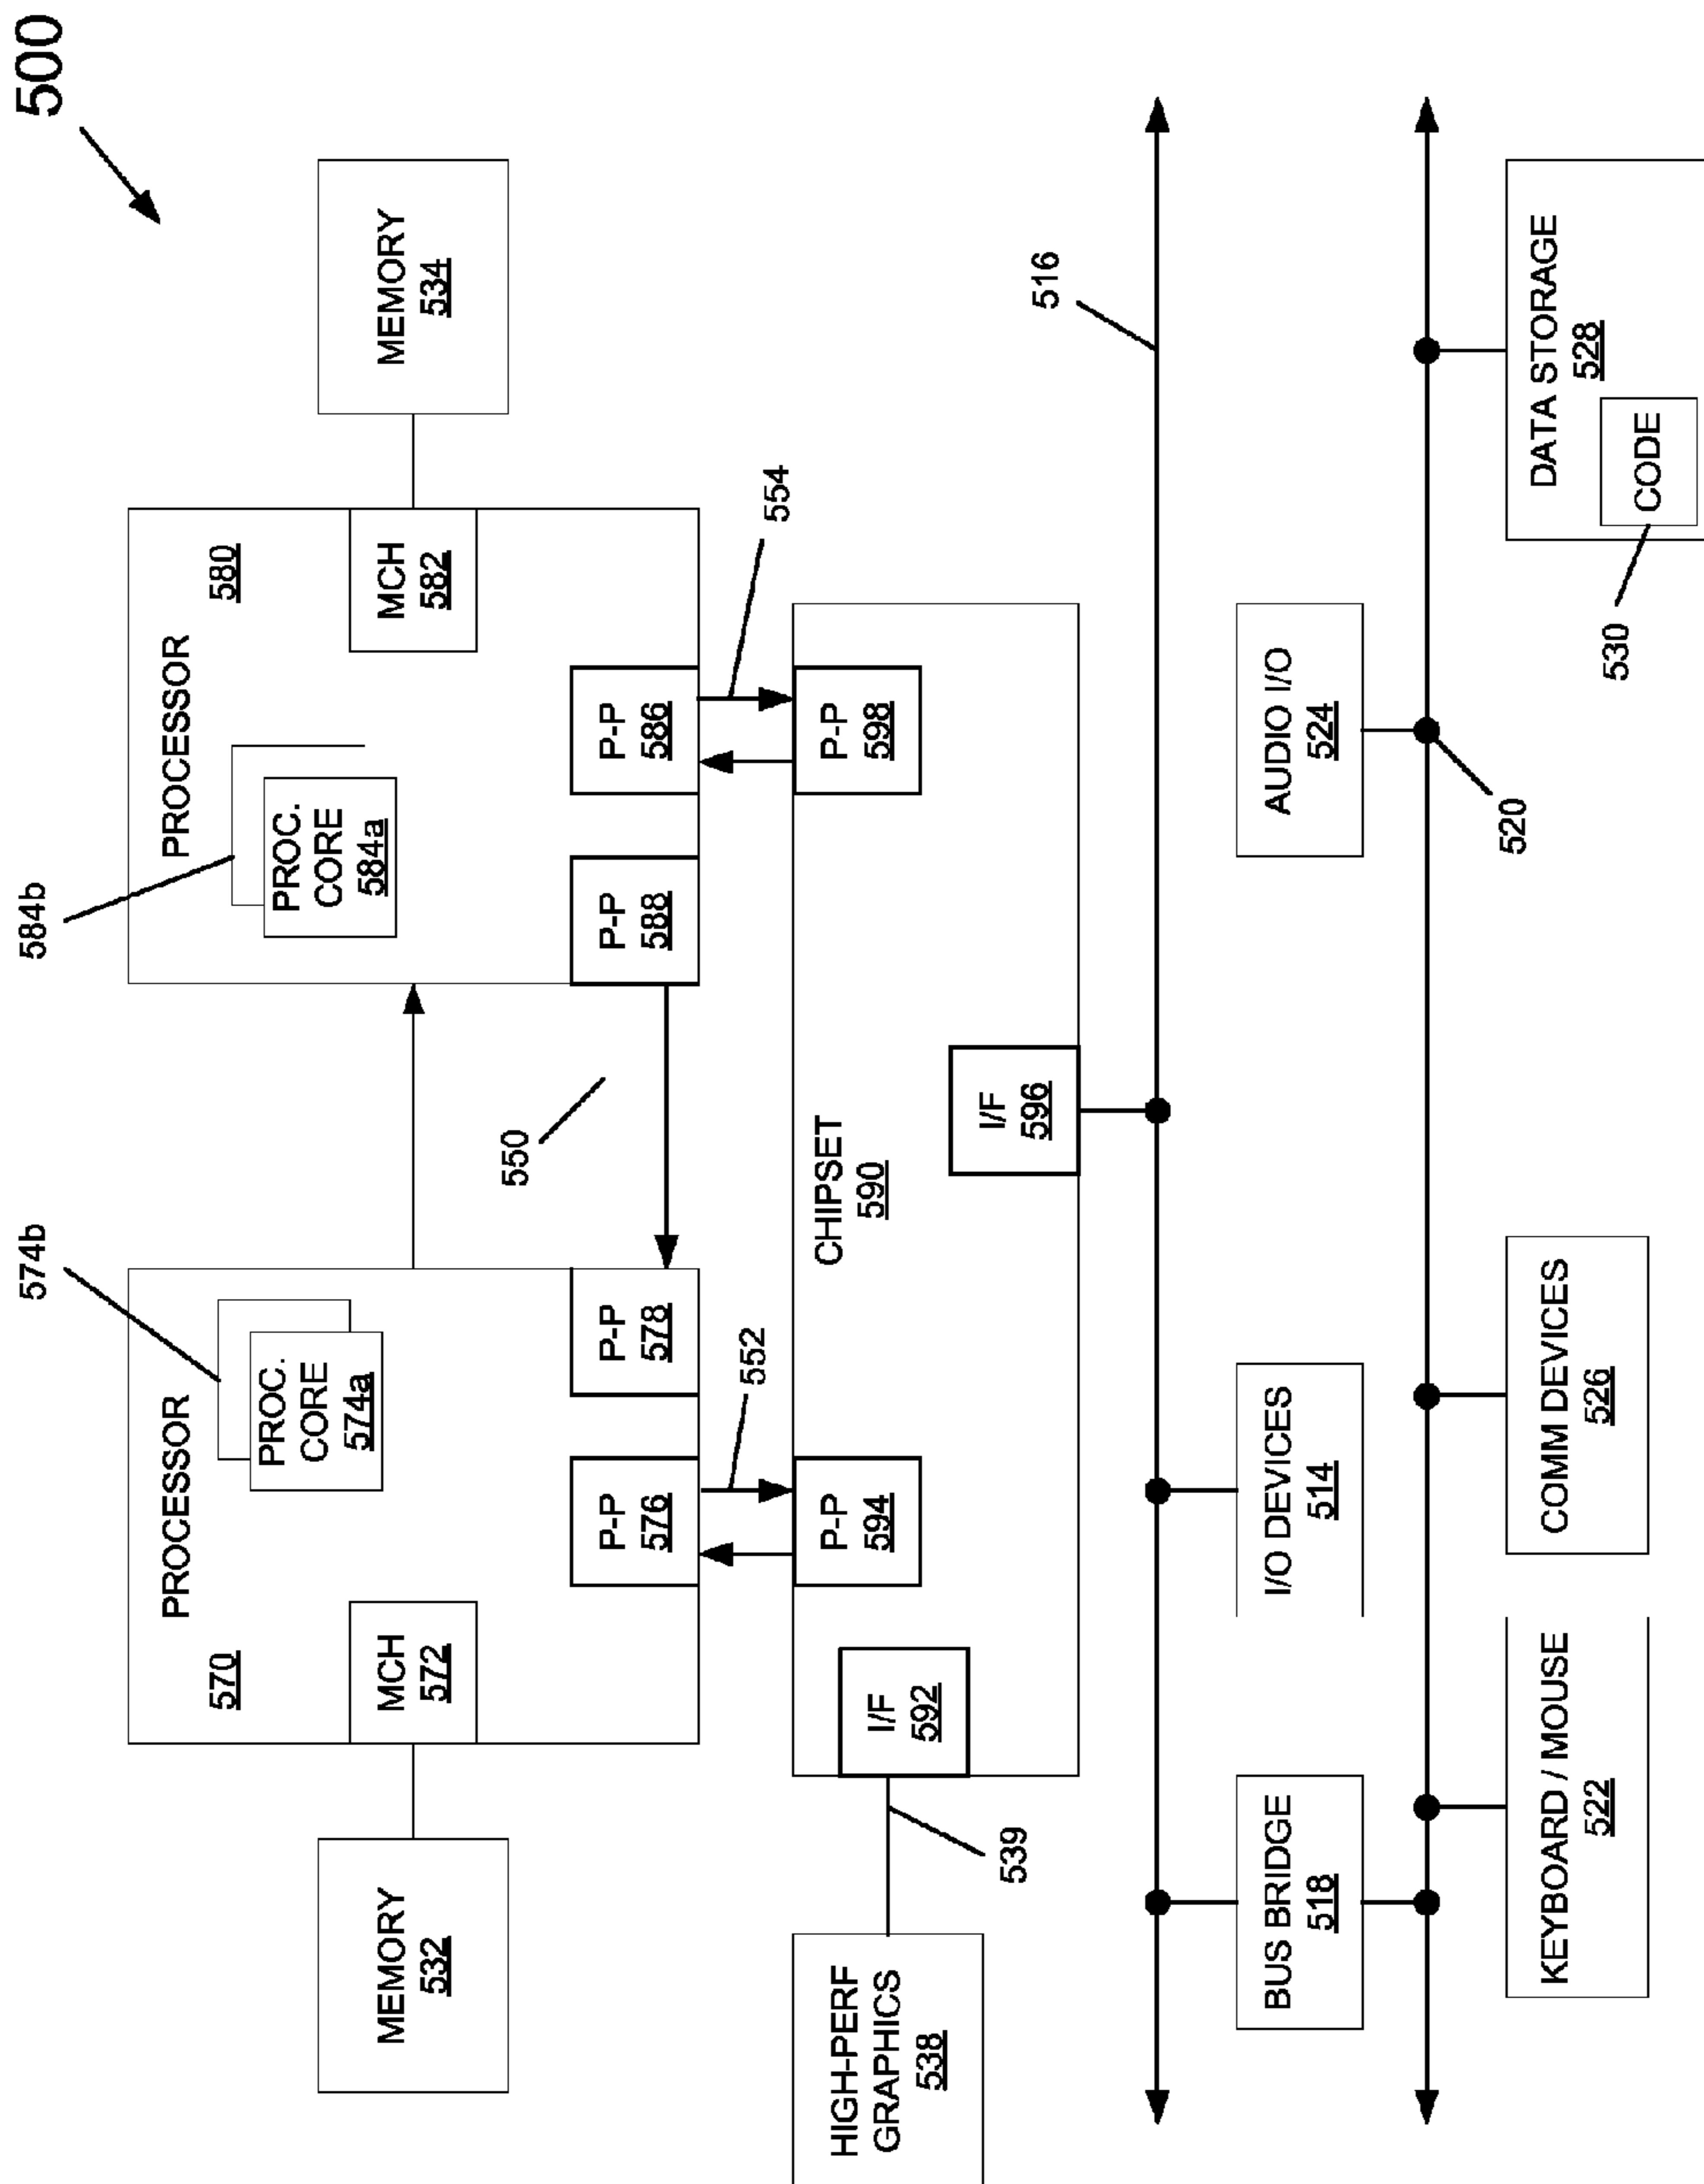 500
574b
584b
PROCESSOR
570
PROC.
CORE
574a
PROCESSOR
580
PROC.
CORE
584a
MEMORY
532
MCH
572
MCH
582
MEMORY
534
550
P-P
576
P-P
578
P-P
588
P-P
586
552
554
HIGH-PERF
GRAPHICS
538
539
I/F
592
P-P
594
CHIPSET
590
P-P
598
I/F
596
516
BUS BRIDGE
518
I/O DEVICES
514
AUDIO I/O
524
520
KEYBOARD / MOUSE
522
COMM DEVICES
526
DATA STORAGE
528
CODE
530